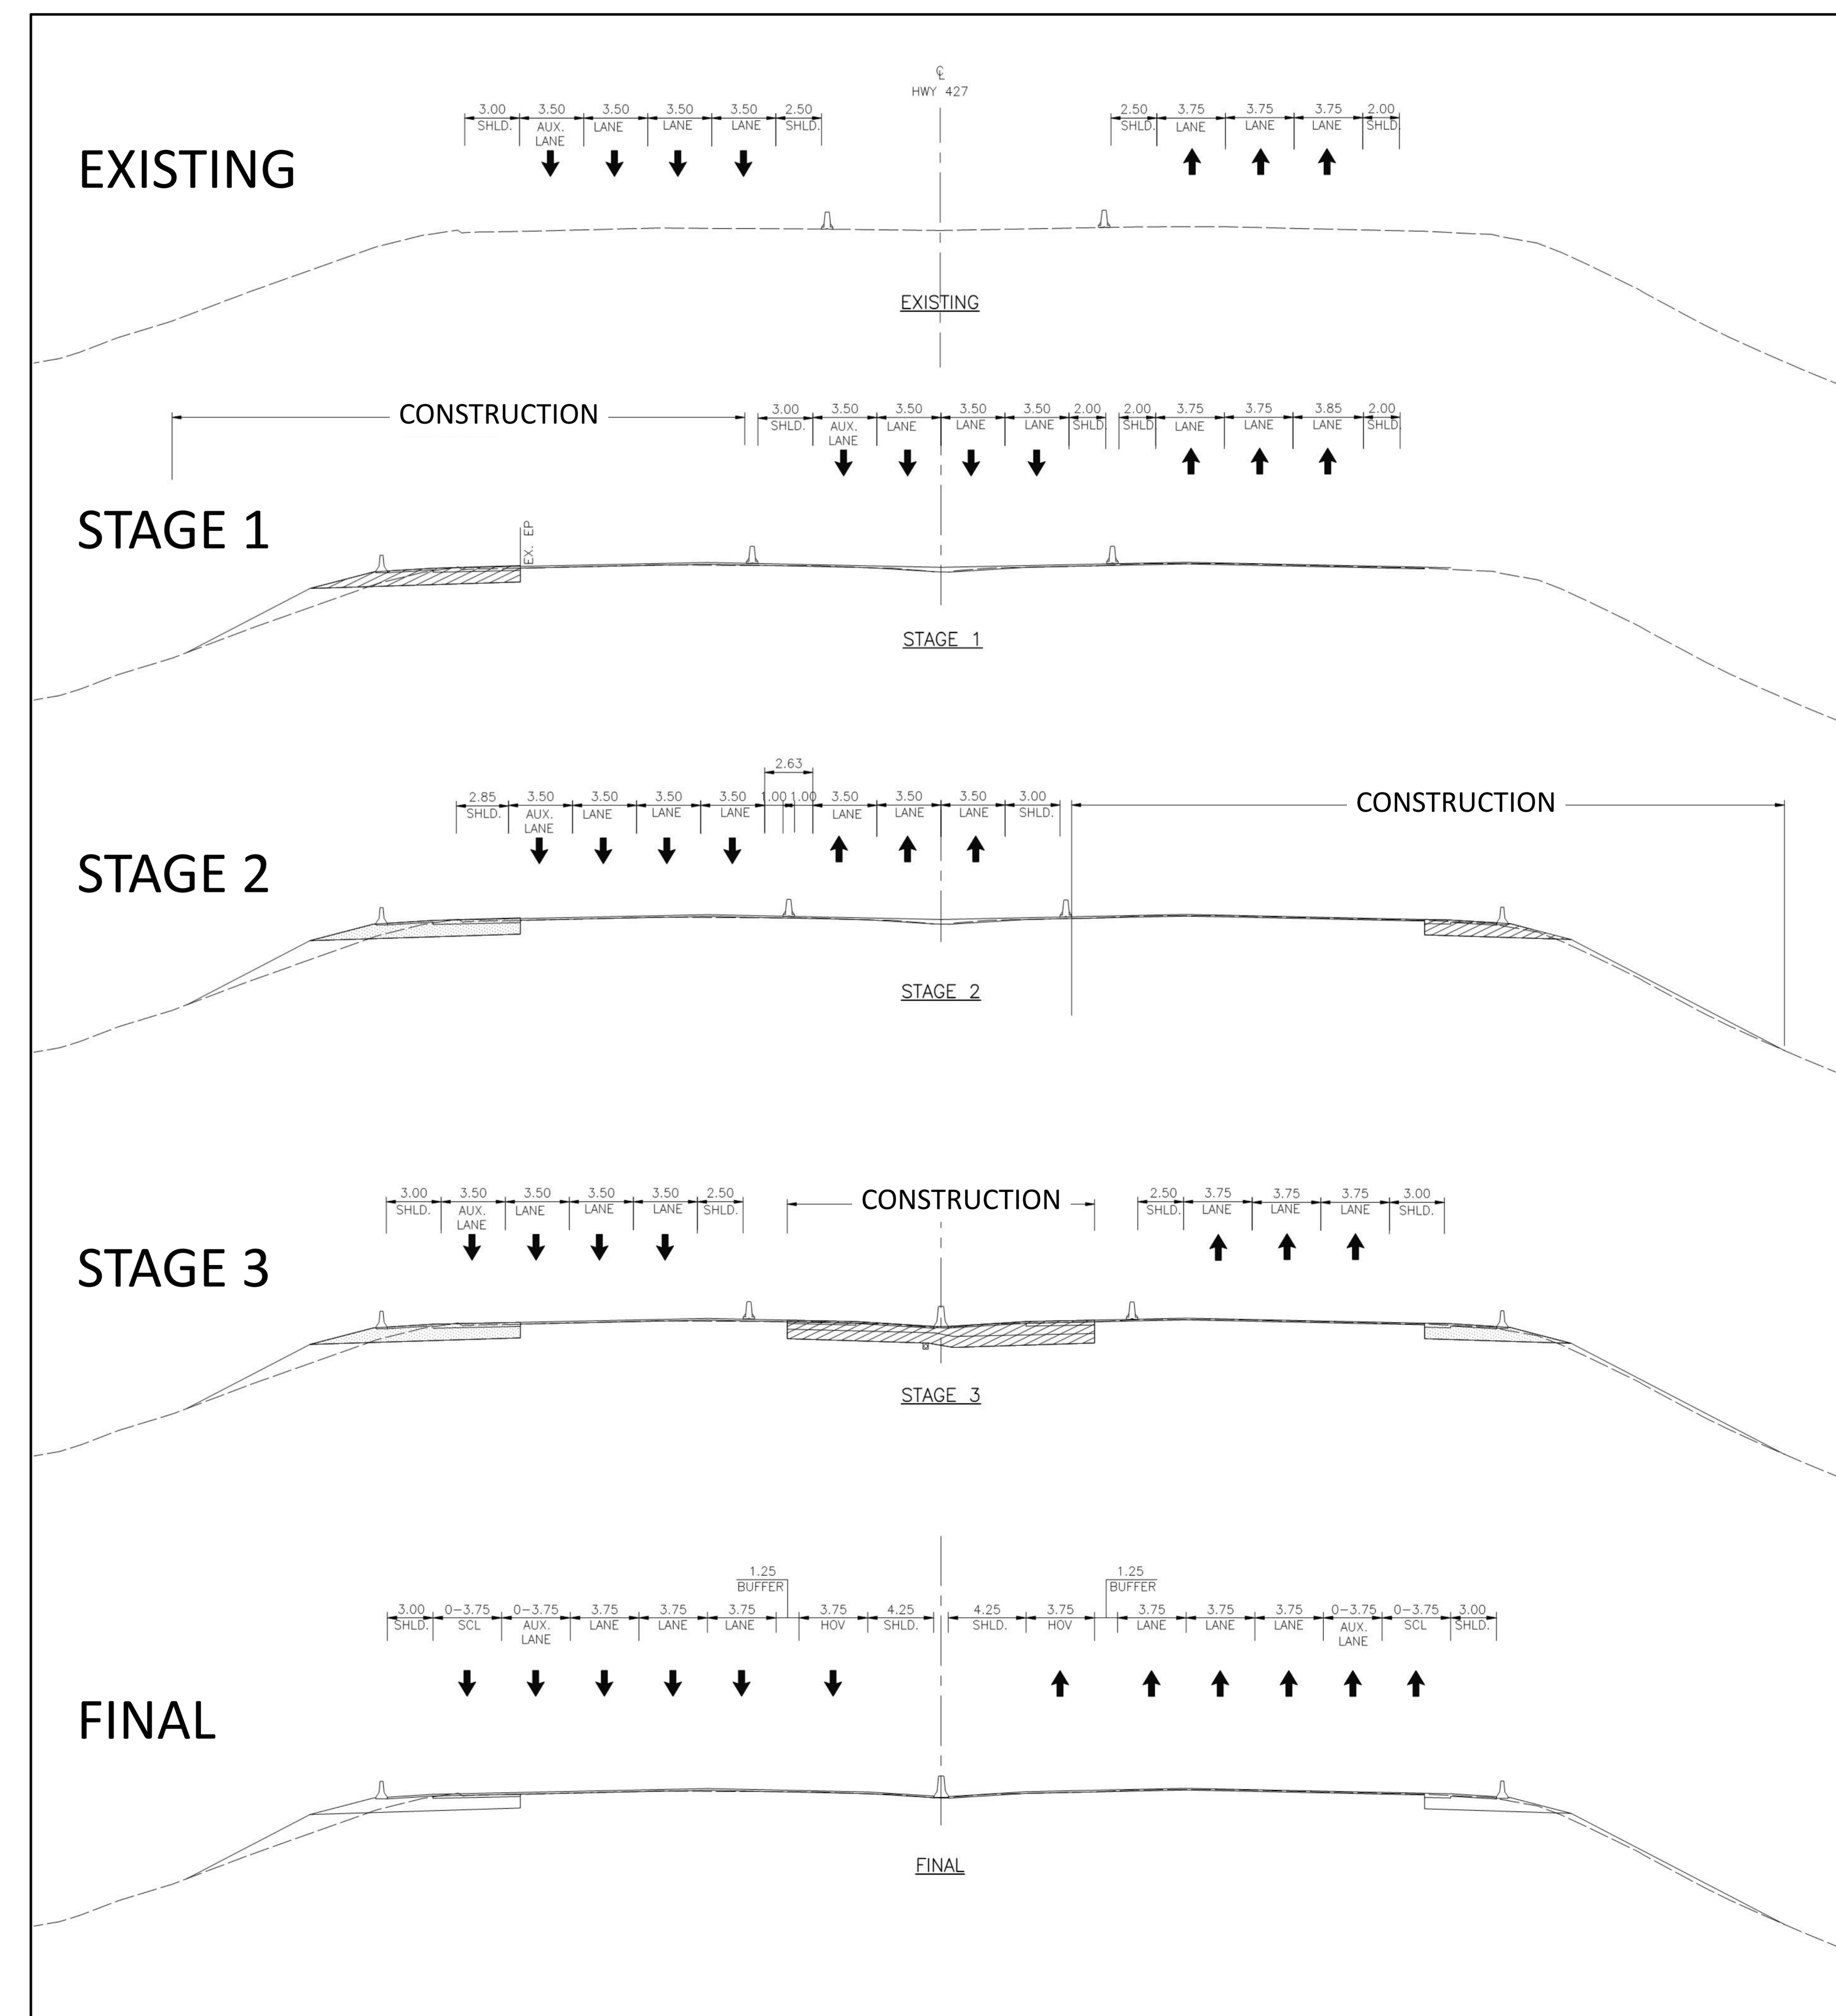 ℄
HWY 427
3.00 3.50 3.50 3.50 3.50 2.50 2.50 3.75 3.75 3.75 2.00
SHLD. AUX. LANE LANE LANE SHLD. SHLD. LANE LANE LANE SHLD.
LANE
EXISTING
EXISTING
CONSTRUCTION 3.00 3.50 3.50 3.50 3.50 2.00 2.00 3.75 3.75 3.85 2.00
SHLD. AUX. LANE LANE LANE SHLD. SHLD. LANE LANE LANE SHLD.
LANE
STAGE 1
EX. EP
STAGE 1
2.63
2.85 3.50 3.50 3.50 3.50 1.00 1.00 3.50 3.50 3.50 3.00 CONSTRUCTION
SHLD. AUX. LANE LANE LANE LANE LANE LANE SHLD.
LANE
STAGE 2
STAGE 2
3.00 3.50 3.50 3.50 3.50 2.50 CONSTRUCTION 2.50 3.75 3.75 3.75 3.00
SHLD. AUX. LANE LANE LANE SHLD. SHLD. LANE LANE LANE SHLD.
LANE
STAGE 3
STAGE 3
1.25 1.25
BUFFER BUFFER
3.00 0-3.75 0-3.75 3.75 3.75 3.75 3.75 4.25 4.25 3.75 3.75 3.75 3.75 0-3.75 0-3.75 3.00
SHLD. SCL AUX. LANE LANE LANE HOV SHLD. SHLD. HOV LANE LANE LANE AUX. SCL SHLD.
LANE LANE
FINAL
FINAL